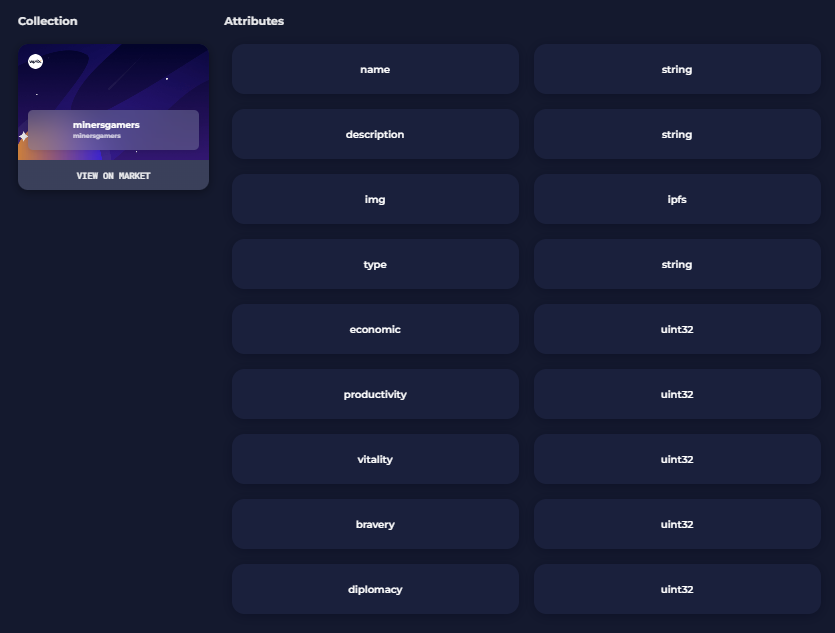 Collection
Attributes
minersgamers
minersgamers
VIEW ON MARKET
name
string
description
string
img
ipfs
type
string
economic
uint32
productivity
uint32
vitality
uint32
bravery
uint32
diplomacy
uint32